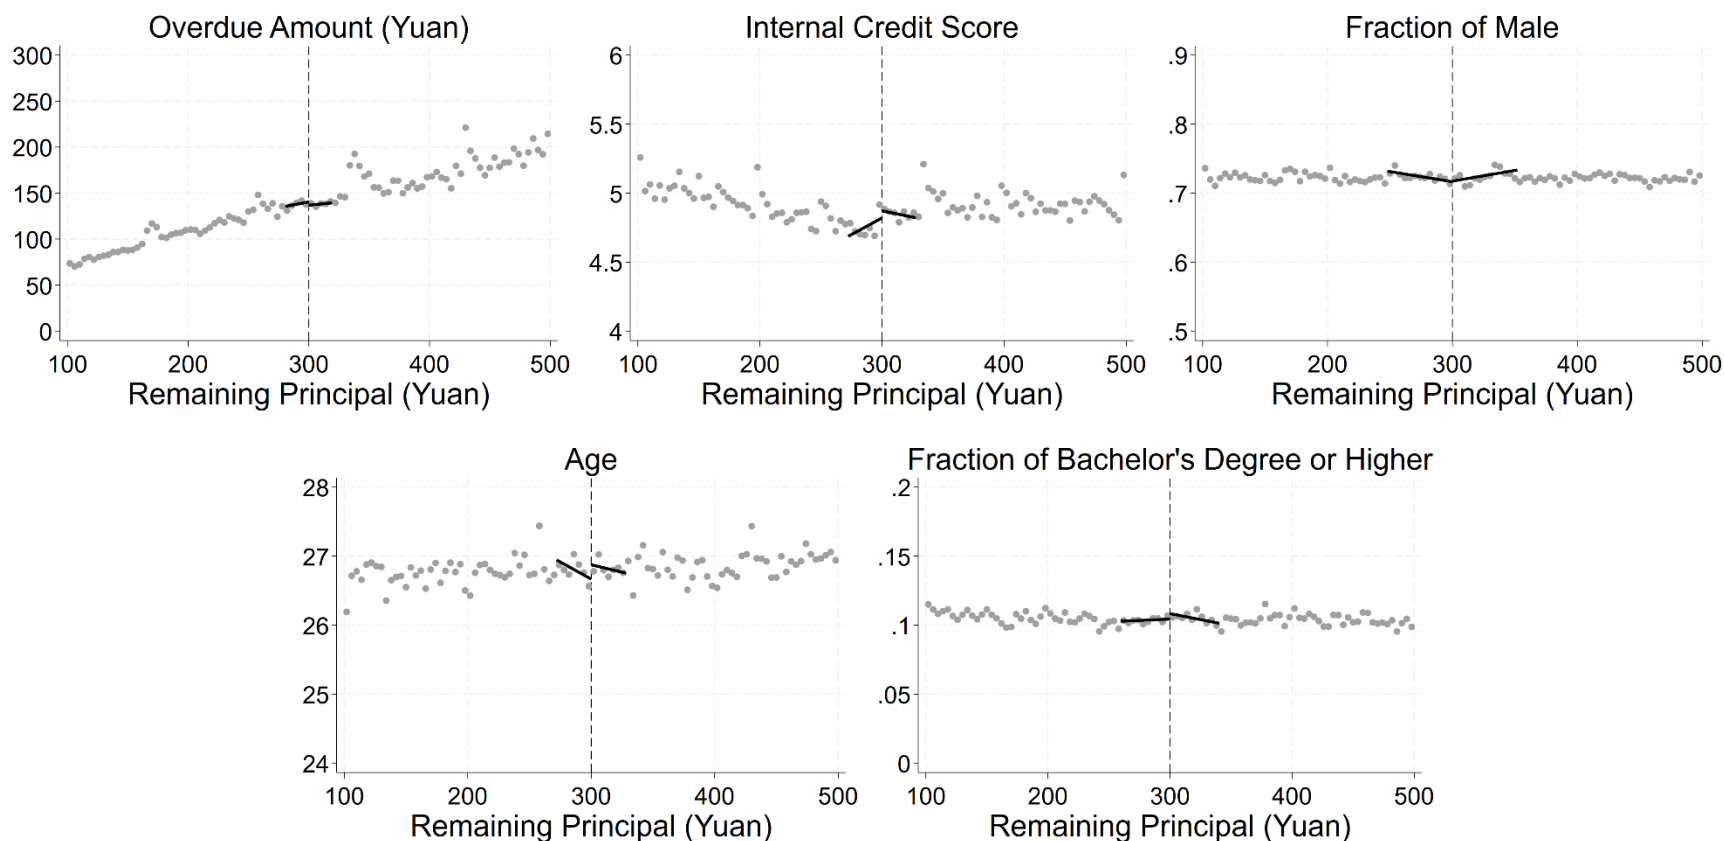 Overdue Amount (Yuan)
300
250
200
150
100
50
0
100 200 300 400 500
Remaining Principal (Yuan)
Internal Credit Score
6
5.5
5
4.5
4
100 200 300 400 500
Remaining Principal (Yuan)
Fraction of Male
.9
.8
.7
.6
.5
100 200 300 400 500
Remaining Principal (Yuan)
Age
28
27
26
25
24
100 200 300 400 500
Remaining Principal (Yuan)
Fraction of Bachelor's Degree or Higher
.2
.15
.1
.05
0
100 200 300 400 500
Remaining Principal (Yuan)